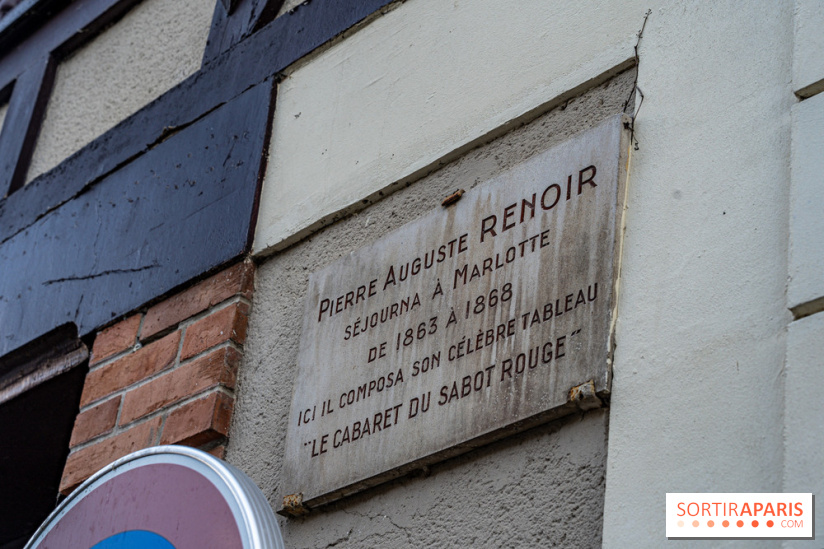 PIERRE AUGUSTE RENOIR
SÉJOURNA À MARLOTTE
DE 1863 À 1868
ICI IL COMPOSA SON CÉLÈBRE TABLEAU
"LE CABARET DU SABOT ROUGE"
SORTIRAPARIS
.COM